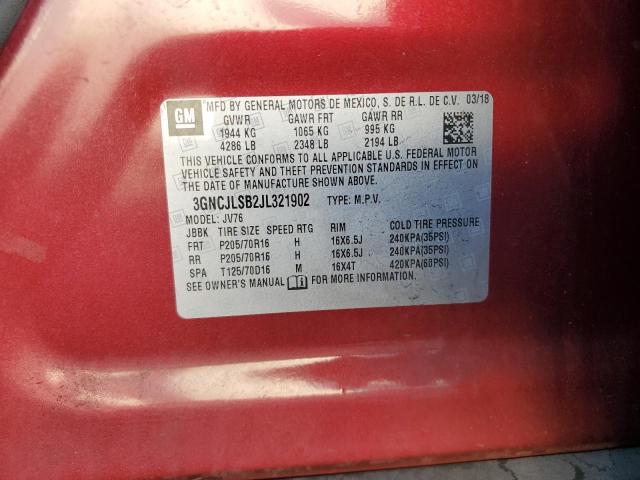 GM MFD BY GENERAL MOTORS DE MEXICO, S. DE R.L. DE C.V. 03/18
GVWR GAWR FRT GAWR RR
1944 KG 1065 KG 995 KG
4286 LB 2348 LB 2194 LB
THIS VEHICLE CONFORMS TO ALL APPLICABLE U.S. FEDERAL MOTOR
VEHICLE SAFETY AND THEFT PREVENTION STANDARDS IN EFFECT ON
THE DATE OF MANUFACTURE SHOWN ABOVE.
3GNCJLSB2JL321902 TYPE: M.P.V.
MODEL: JV76
JBBK TIRE SIZE SPEED RTG RIM COLD TIRE PRESSURE
FRT P205/70R16 H 16X6.5J 240KPA(35PSI)
RR P205/70R16 H 16X6.5J 240KPA(35PSI)
SPA T125/70D16 M 16X4T 420KPA(60PSI)
SEE OWNER'S MANUAL FOR MORE INFORMATION.